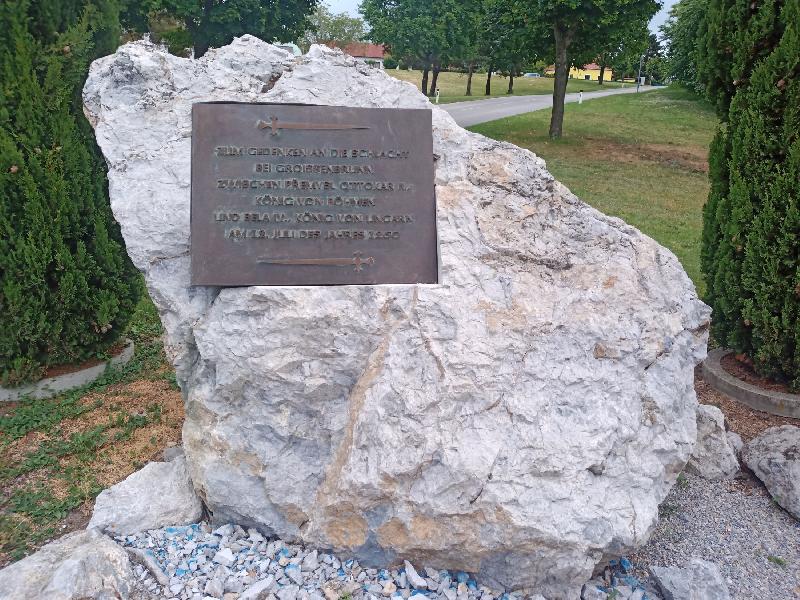 ZUM GEDENKEN AN DIE SCHLACHT
BEI GROISSENBRUNN
ZWISCHEN PŘEMYSL OTTOKAR II.,
KÖNIG VON BÖHMEN
UND BELA IV., KÖNIG VON UNGARN
AM 12. JULI DES JAHRES 1260